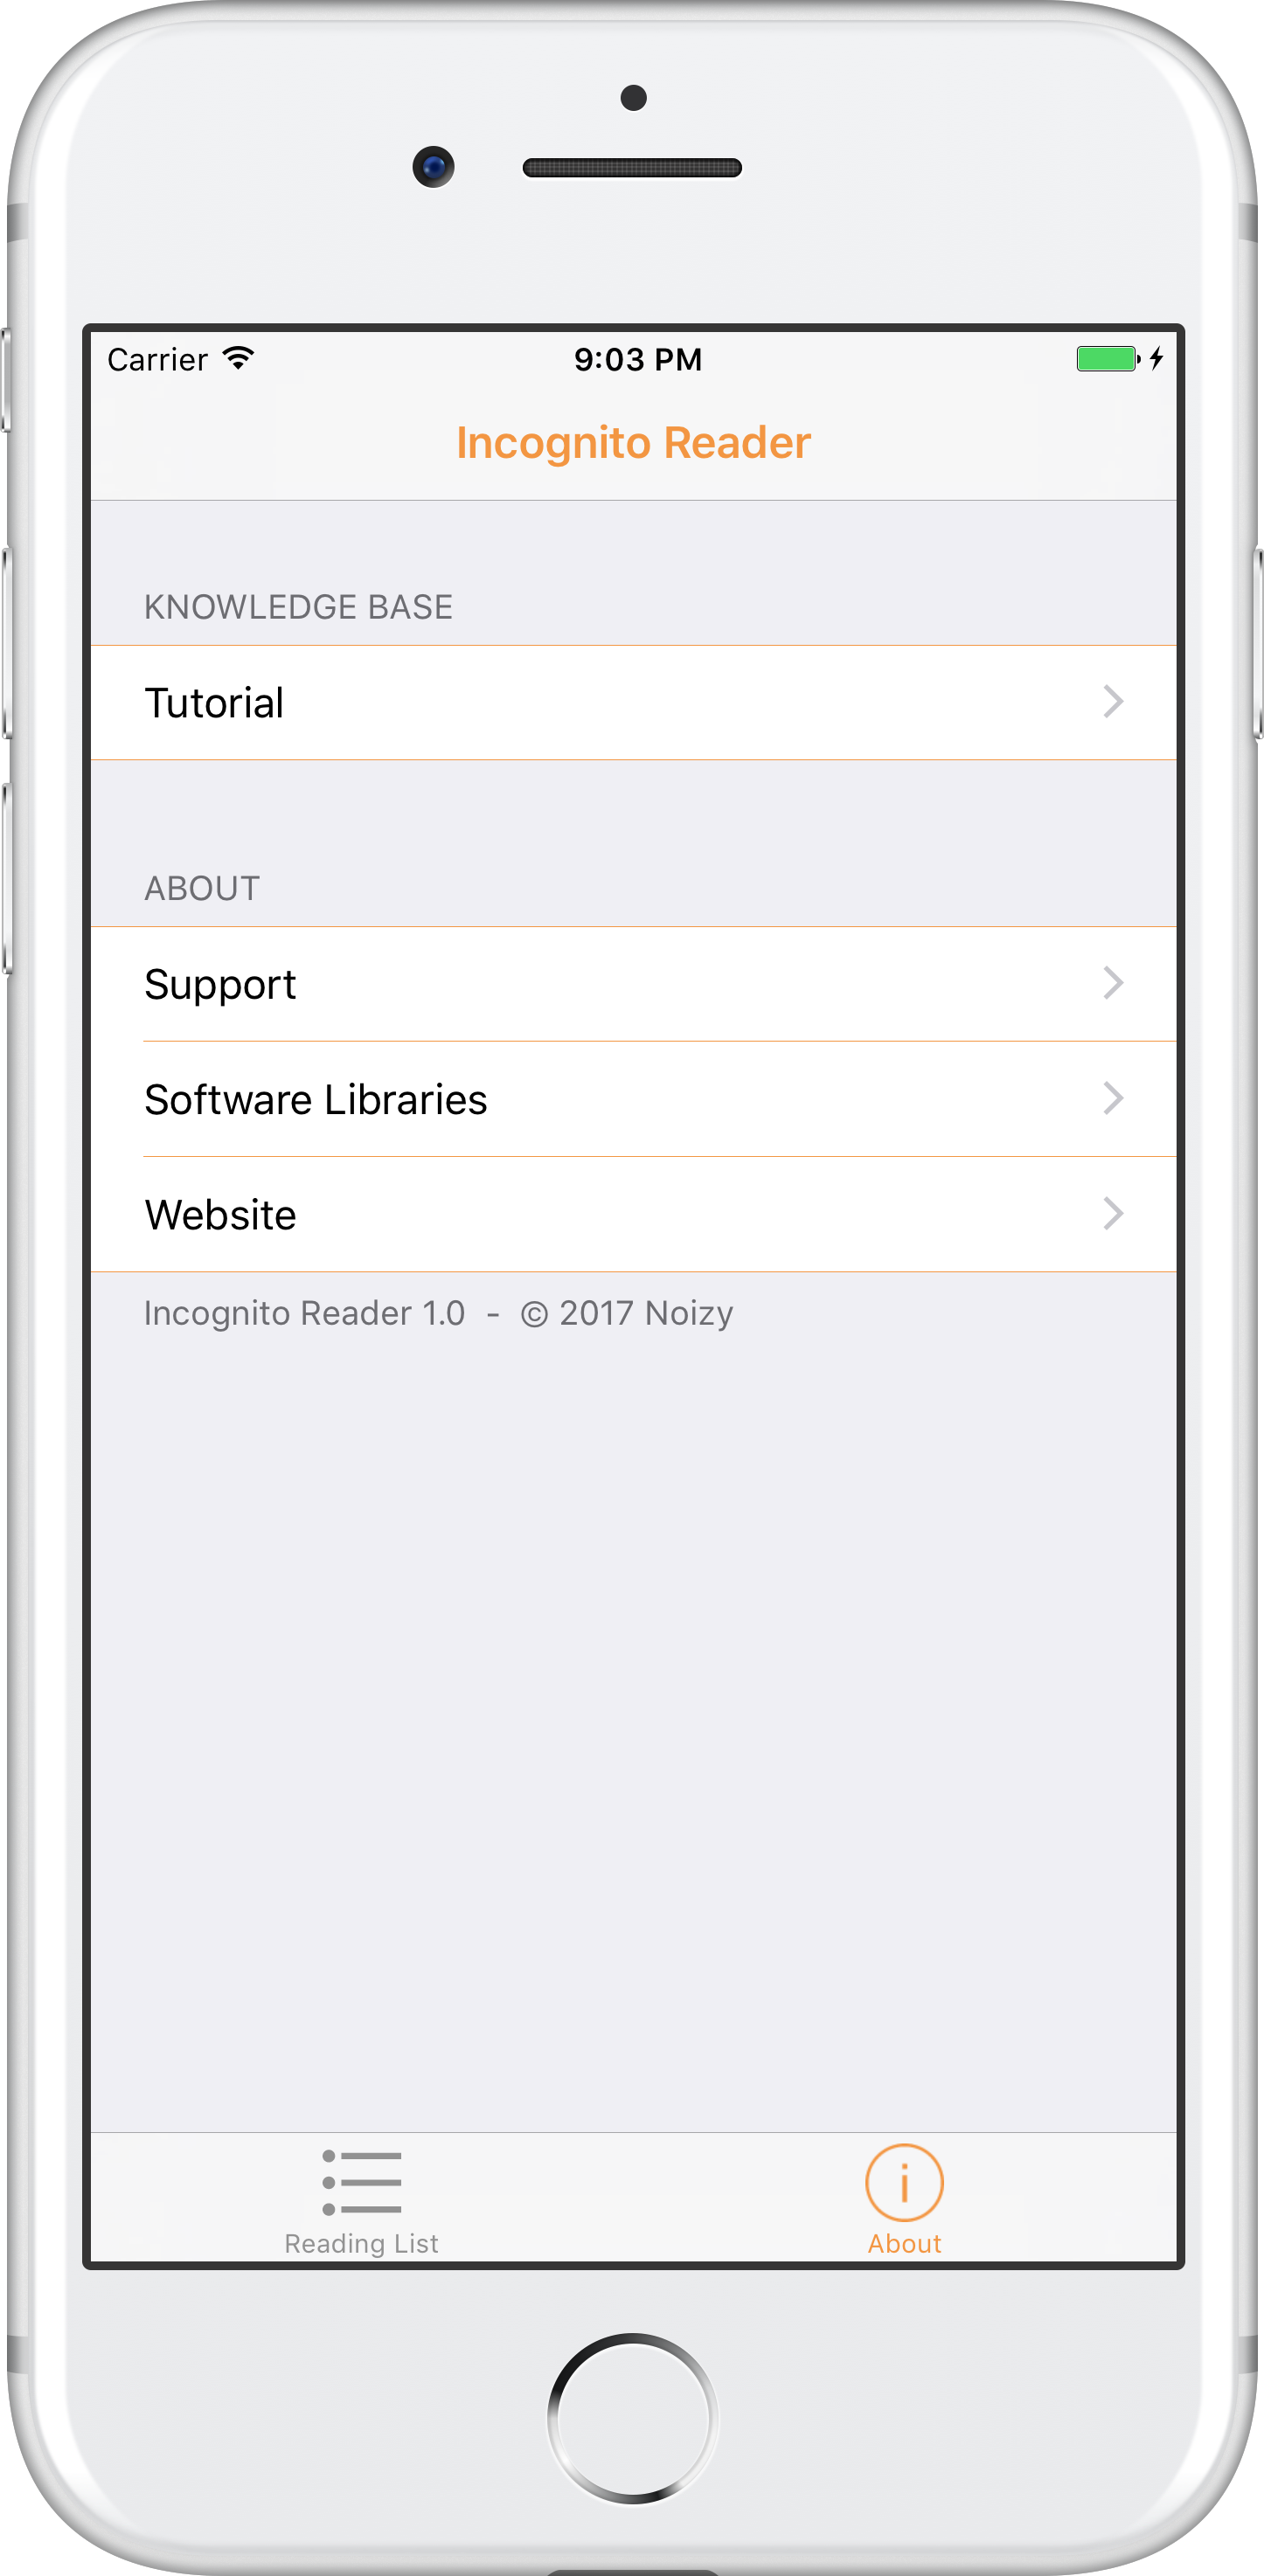 Carrier 9:03 PM
Incognito Reader
KNOWLEDGE BASE
Tutorial
ABOUT
Support
Software Libraries
Website
Incognito Reader 1.0 - © 2017 Noizy
Reading List About